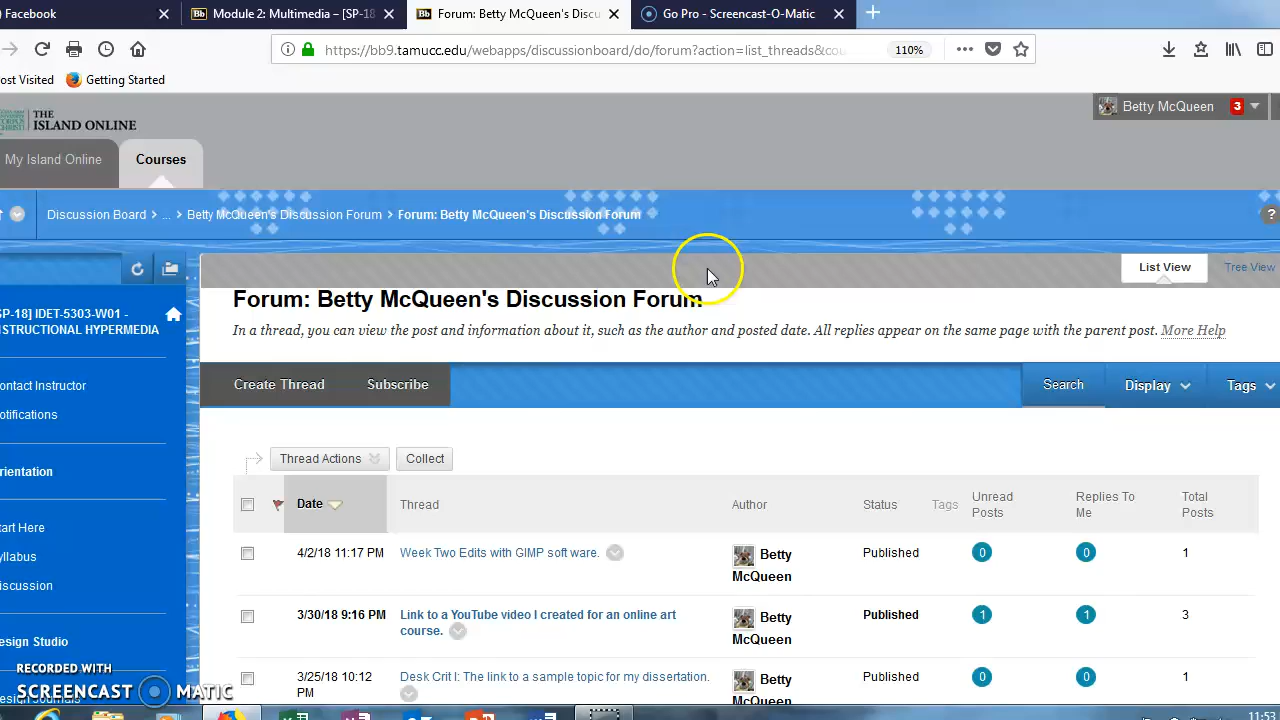 Facebook
Bb Module 2: Multimedia – [SP-18
Bb Forum: Betty McQueen's Discu
Go Pro - Screencast-O-Matic
https://bb9.tamucc.edu/webapps/discussionboard/do/forum?action=list_threads&cou
110%
ost Visited
Getting Started
THE
ISLAND ONLINE
Betty McQueen 3
My Island Online
Courses
Discussion Board > ... > Betty McQueen's Discussion Forum > Forum: Betty McQueen's Discussion Forum
?
List View
Tree View
Forum: Betty McQueen's Discussion Forum
In a thread, you can view the post and information about it, such as the author and posted date. All replies appear on the same page with the parent post. More Help
SP-18] IDET-5303-W01 -
NSTRUCTIONAL HYPERMEDIA
ontact Instructor
otifications
rientation
tart Here
yllabus
iscussion
esign Studio
esign Journals
Create Thread
Subscribe
Search
Display
Tags
Thread Actions
Collect
Date
Thread
Author
Status
Tags
Unread
Posts
Replies To
Me
Total
Posts
4/2/18 11:17 PM
Week Two Edits with GIMP soft ware.
Betty
McQueen
Published
0
0
1
3/30/18 9:16 PM
Link to a YouTube video I created for an online art
course.
Betty
McQueen
Published
1
1
3
3/25/18 10:12
PM
Desk Crit I: The link to a sample topic for my dissertation.
Betty
McQueen
Published
0
0
1
RECORDED WITH
SCREENCAST MATIC
11:53